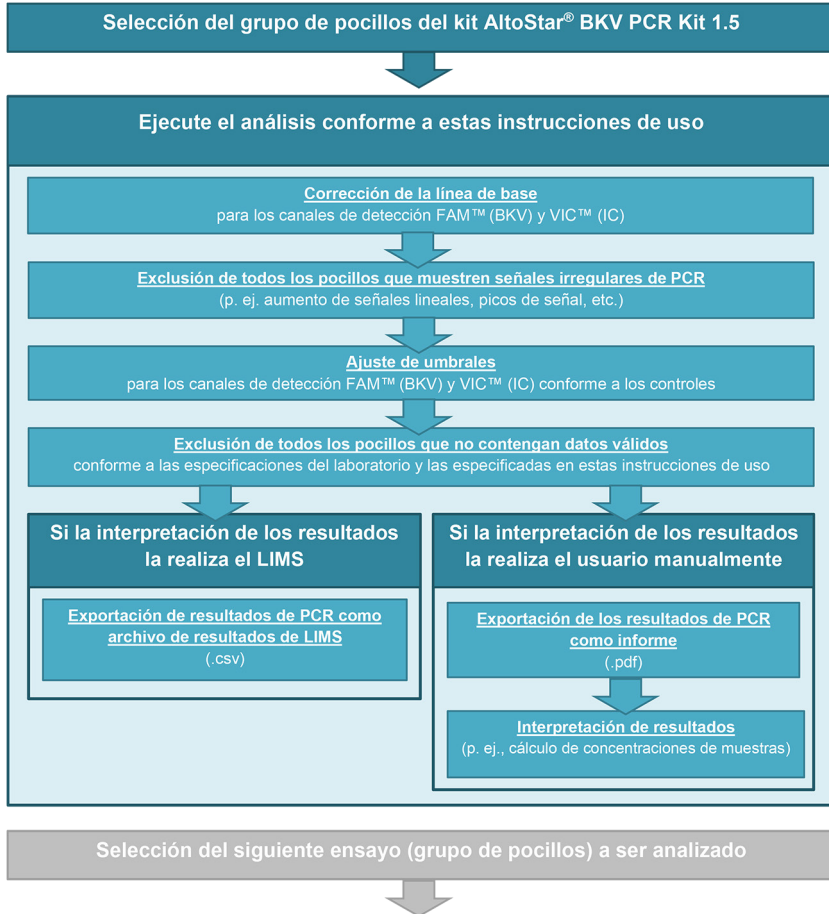 Selección del grupo de pocillos del kit AltoStar® BKV PCR Kit 1.5
Ejecute el análisis conforme a estas instrucciones de uso
Corrección de la línea de base
para los canales de detección FAM™ (BKV) y VIC™ (IC)
Exclusión de todos los pocillos que muestren señales irregulares de PCR
(p. ej. aumento de señales lineales, picos de señal, etc.)
Ajuste de umbrales
para los canales de detección FAM™ (BKV) y VIC™ (IC) conforme a los controles
Exclusión de todos los pocillos que no contengan datos válidos
conforme a las especificaciones del laboratorio y las especificadas en estas instrucciones de uso
Si la interpretación de los resultados
la realiza el LIMS
Exportación de resultados de PCR como
archivo de resultados de LIMS
(.csv)
Si la interpretación de los resultados
la realiza el usuario manualmente
Exportación de los resultados de PCR
como informe
(.pdf)
Interpretación de resultados
(p. ej., cálculo de concentraciones de muestras)
Selección del siguiente ensayo (grupo de pocillos) a ser analizado